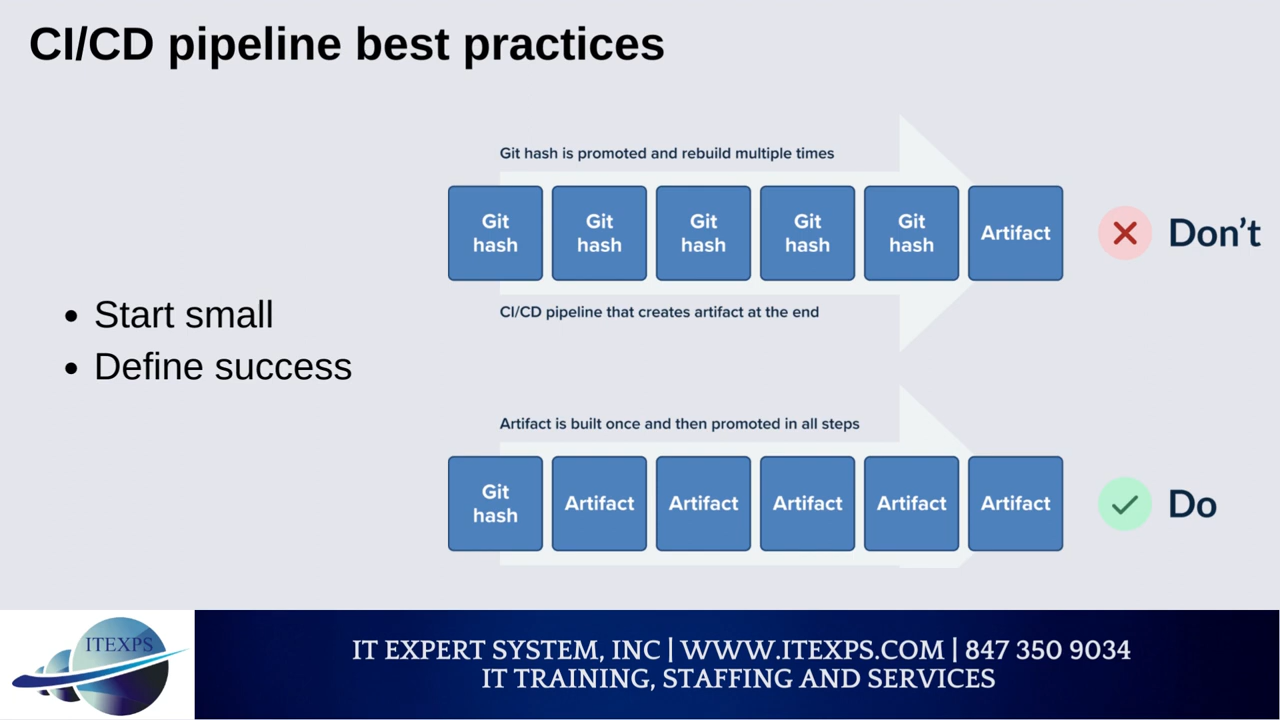 CI/CD pipeline best practices
• Start small
• Define success
Git hash is promoted and rebuild multiple times
Git
hash
Git
hash
Git
hash
Git
hash
Git
hash
Artifact
Don't
CI/CD pipeline that creates artifact at the end
Artifact is built once and then promoted in all steps
Git
hash
Artifact
Artifact
Artifact
Artifact
Artifact
Do
ITEXPS
IT EXPERT SYSTEM, INC | WWW.ITEXPS.COM | 847 350 9034
IT TRAINING, STAFFING AND SERVICES